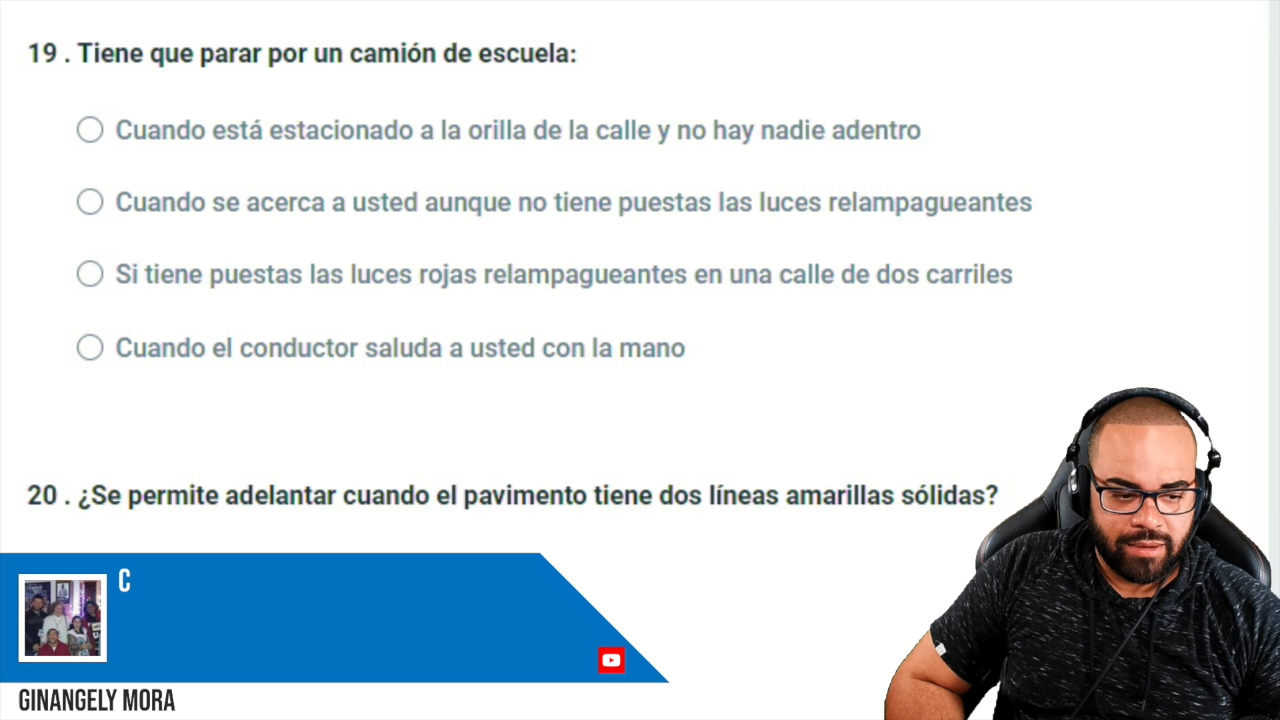 19 . Tiene que parar por un camión de escuela:
Cuando está estacionado a la orilla de la calle y no hay nadie adentro
Cuando se acerca a usted aunque no tiene puestas las luces relampagueantes
Si tiene puestas las luces rojas relampagueantes en una calle de dos carriles
Cuando el conductor saluda a usted con la mano
20 . ¿Se permite adelantar cuando el pavimento tiene dos líneas amarillas sólidas?
C
GINANGELY MORA